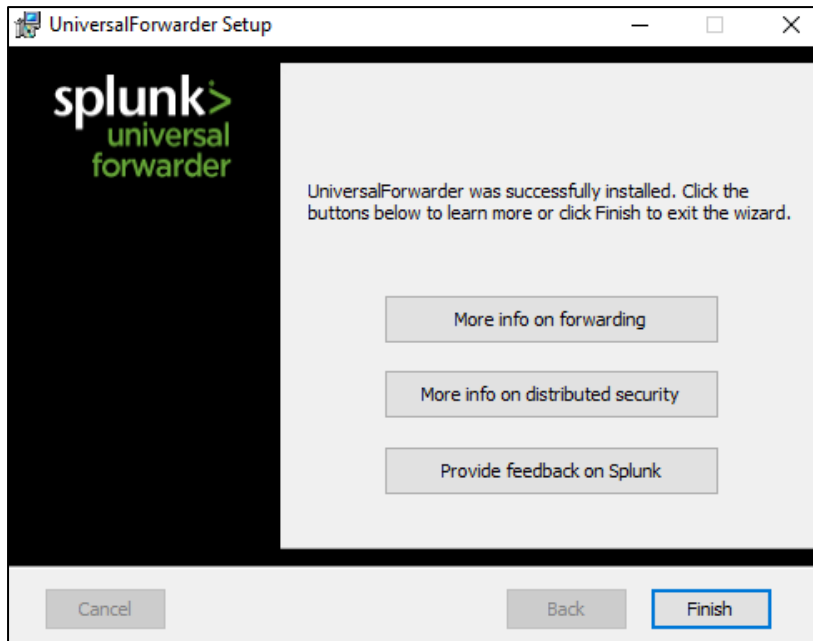 UniversalForwarder Setup
splunk>
universal
forwarder
UniversalForwarder was successfully installed. Click the
buttons below to learn more or click Finish to exit the wizard.
More info on forwarding
More info on distributed security
Provide feedback on Splunk
Cancel
Back
Finish